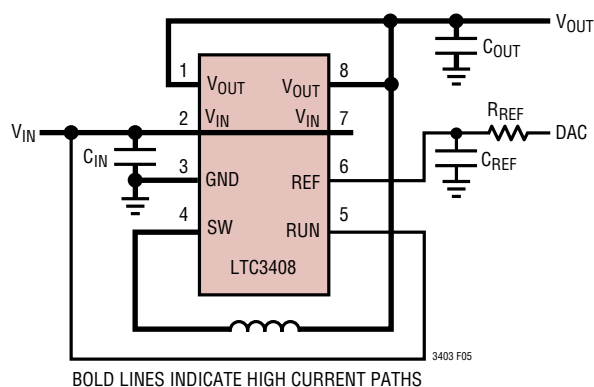 VOUT
COUT
1
VOUT
VOUT
8
RREF
VIN
2
VIN
VIN
7
DAC
CIN
CREF
3
GND
REF
6
4
SW
RUN
5
LTC3408
3403 F05
BOLD LINES INDICATE HIGH CURRENT PATHS